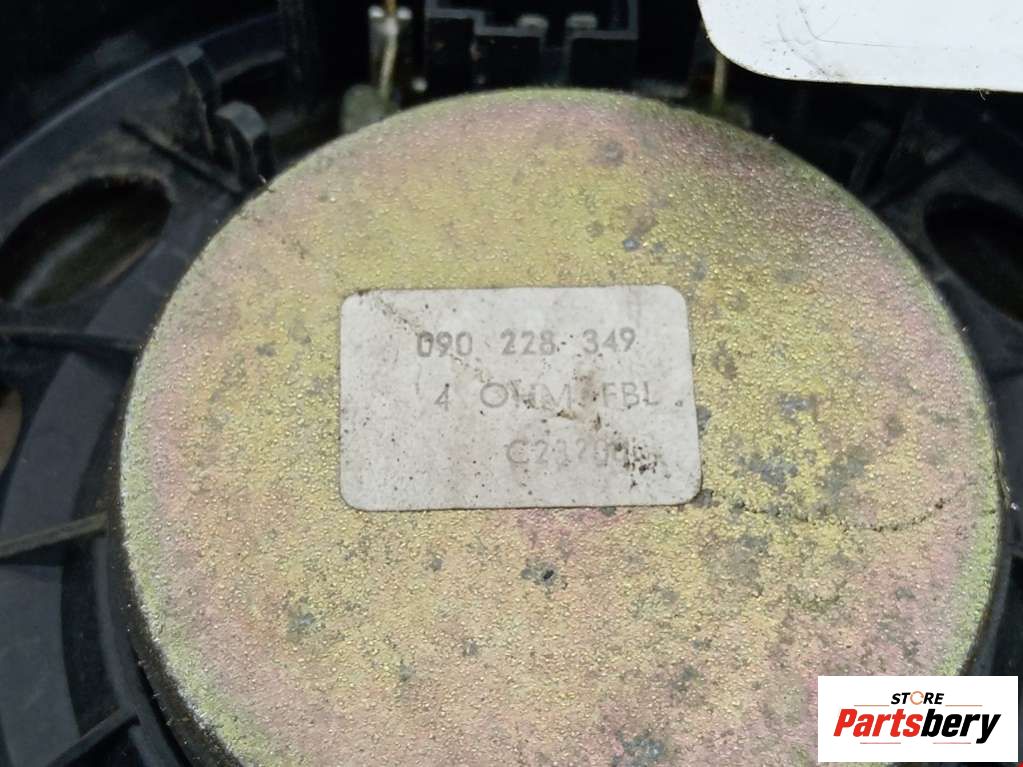 090 228 349
4 OHM FBL
STORE
Partsbery